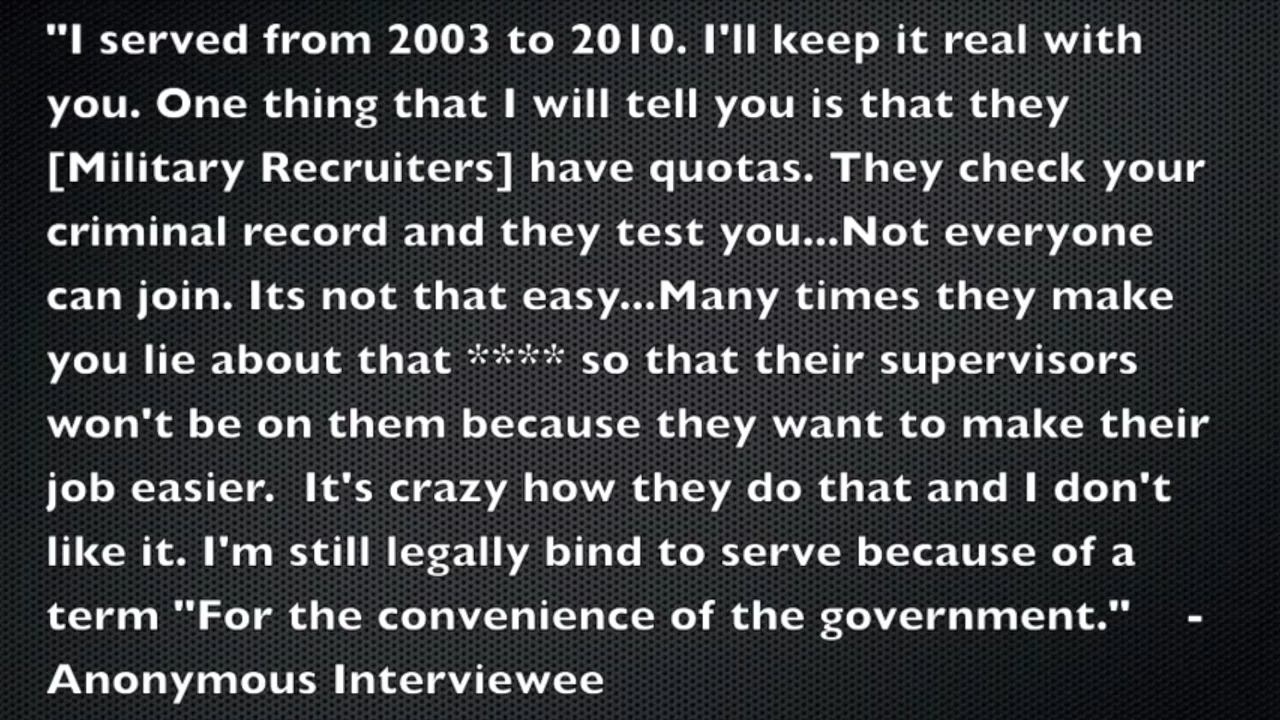 "I served from 2003 to 2010. I'll keep it real with
you. One thing that I will tell you is that they
[Military Recruiters] have quotas. They check your
criminal record and they test you...Not everyone
can join. Its not that easy...Many times they make
you lie about that **** so that their supervisors
won't be on them because they want to make their
job easier.  It's crazy how they do that and I don't
like it. I'm still legally bind to serve because of a
term "For the convenience of the government."    -
Anonymous Interviewee